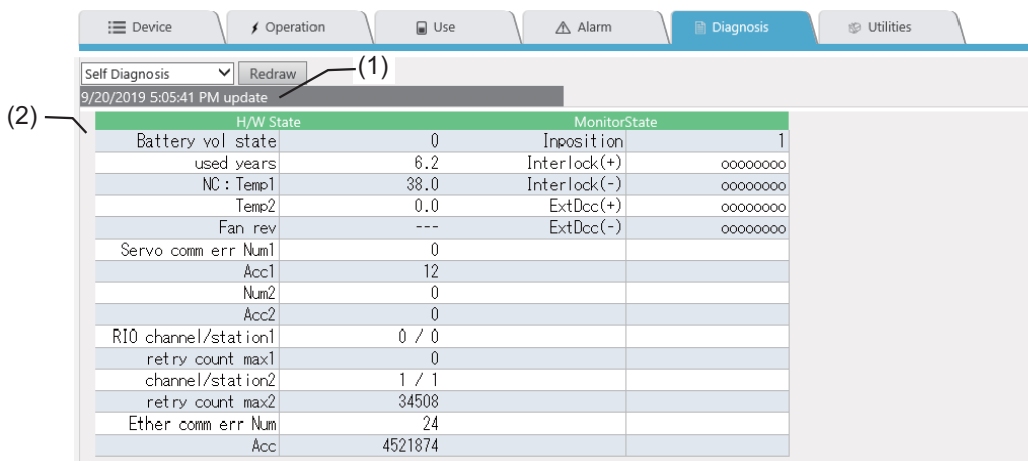 Device Operation Use Alarm Diagnosis Utilities
Self Diagnosis Redraw (1)
9/20/2019 5:05:41 PM update
(2)
H/W State MonitorState
Battery vol state 0 Inposition 1
used years 6.2 Interlock(+) oooooooo
NC：Temp1 38.0 Interlock(-) oooooooo
Temp2 0.0 ExtDcc(+) oooooooo
Fan rev --- ExtDcc(-) oooooooo
Servo comm err Num1 0
Acc1 12
Num2 0
Acc2 0
RIO channel/station1 0 / 0
retry count max1 0
channel/station2 1 / 1
retry count max2 34508
Ether comm err Num 24
Acc 4521874